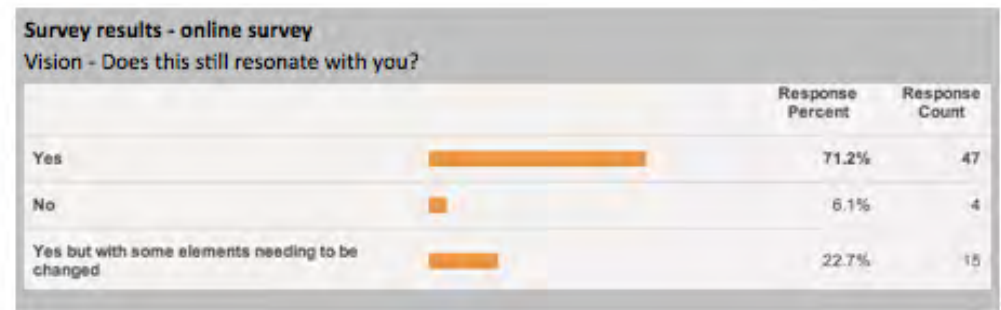 Survey results - online survey
Vision - Does this still resonate with you?
Response Percent
Response Count
Yes 71.2% 47
No 6.1% 4
Yes but with some elements needing to be
changed 22.7% 15